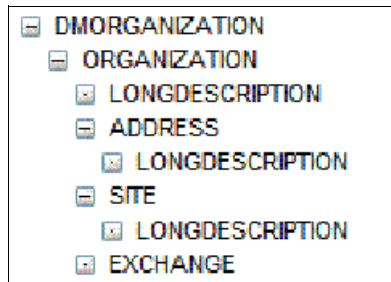 DMORGANIZATION
ORGANIZATION
LONGDESCRIPTION
ADDRESS
LONGDESCRIPTION
SITE
LONGDESCRIPTION
EXCHANGE